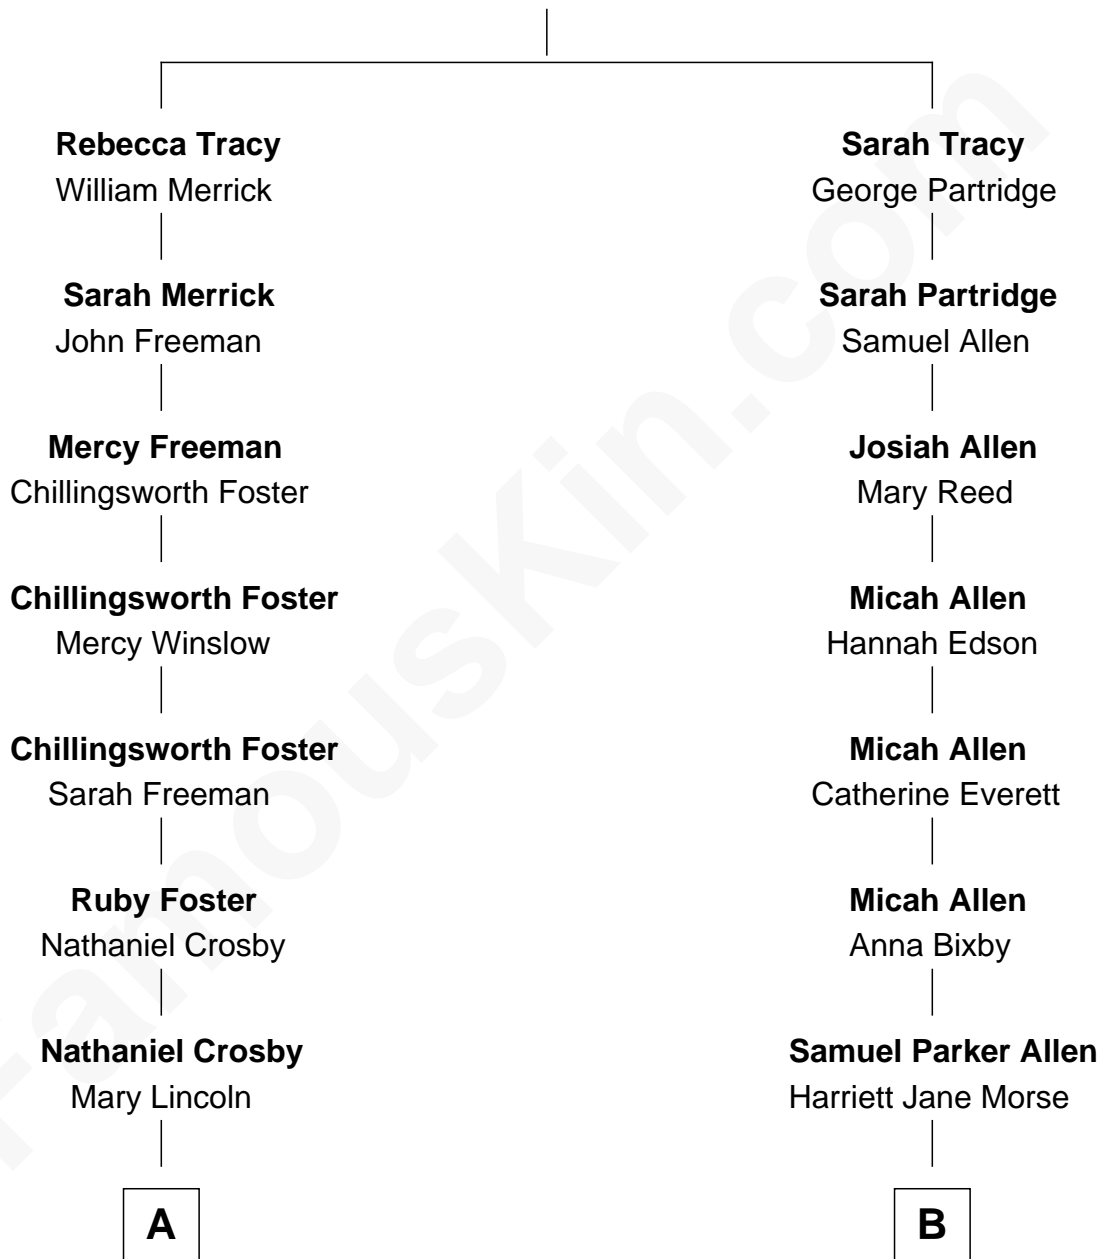 Rebecca Tracy
William Merrick
Sarah Merrick
John Freeman
Mercy Freeman
Chillingsworth Foster
Chillingsworth Foster
Mercy Winslow
Chillingsworth Foster
Sarah Freeman
Ruby Foster
Nathaniel Crosby
Nathaniel Crosby
Mary Lincoln
A
Sarah Tracy
George Partridge
Sarah Partridge
Samuel Allen
Josiah Allen
Mary Reed
Micah Allen
Hannah Edson
Micah Allen
Catherine Everett
Micah Allen
Anna Bixby
Samuel Parker Allen
Harriett Jane Morse
B
FamousKin.com